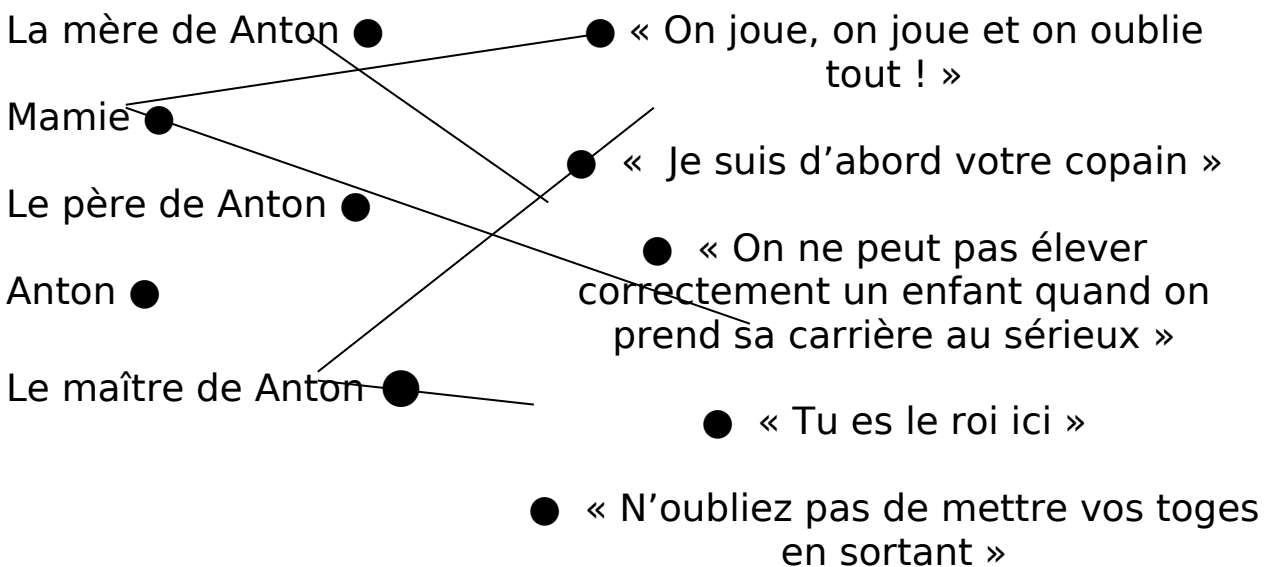 La mère de Anton ●
Mamie ●
Le père de Anton ●
Anton ●
Le maître de Anton ●
● « On joue, on joue et on oublie
tout ! »
● « Je suis d’abord votre copain »
● « On ne peut pas élever
correctement un enfant quand on
prend sa carrière au sérieux »
● « Tu es le roi ici »
● « N’oubliez pas de mettre vos toges
en sortant »